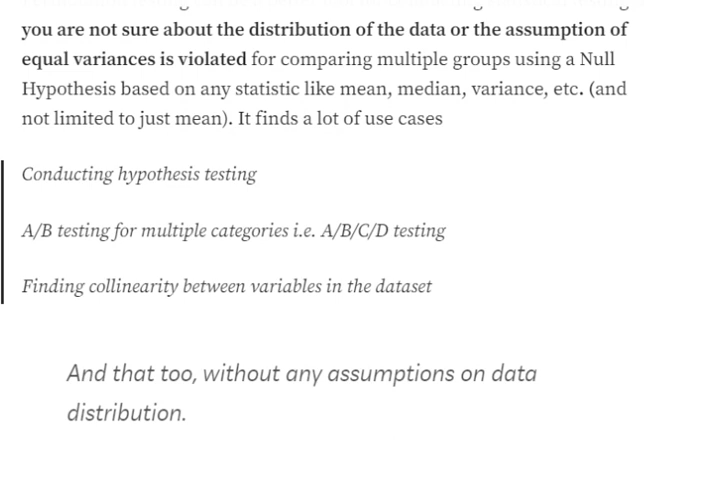 you are not sure about the distribution of the data or the assumption of
equal variances is violated for comparing multiple groups using a Null
Hypothesis based on any statistic like mean, median, variance, etc. (and
not limited to just mean). It finds a lot of use cases
Conducting hypothesis testing
A/B testing for multiple categories i.e. A/B/C/D testing
Finding collinearity between variables in the dataset
And that too, without any assumptions on data
distribution.